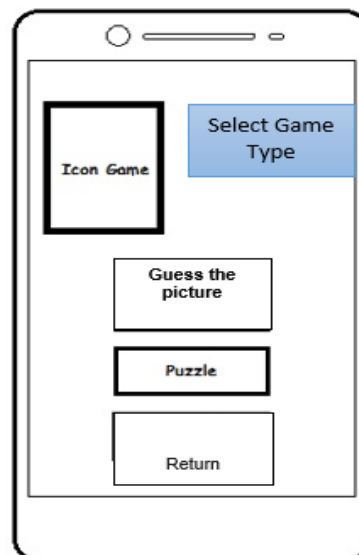 Icon Game
Select Game
Type
Guess the
picture
Puzzle
Return